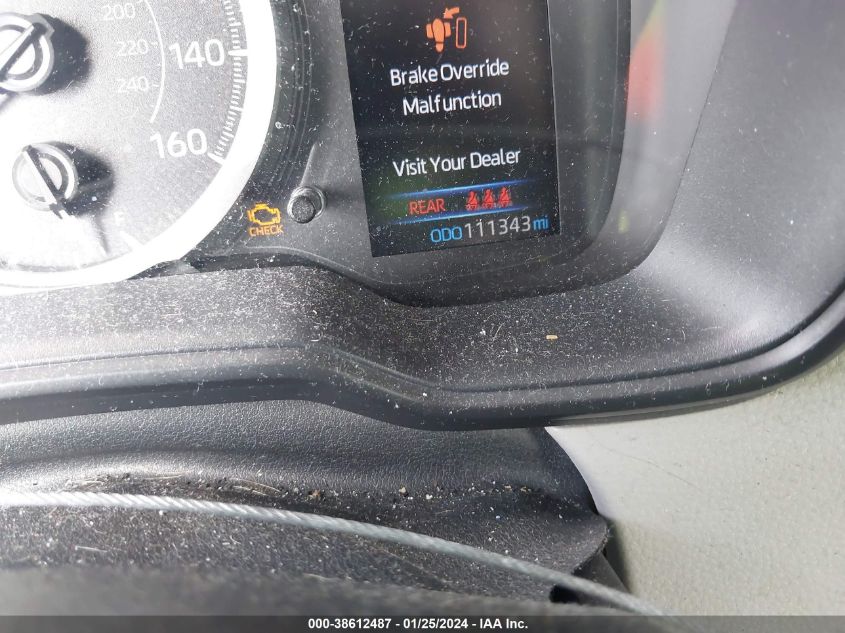 200
220
140
240
160
F
CHECK
Brake Override
Malfunction
Visit Your Dealer
REAR
ODO 111343 mi
000-38612487 - 01/25/2024 - IAA Inc.